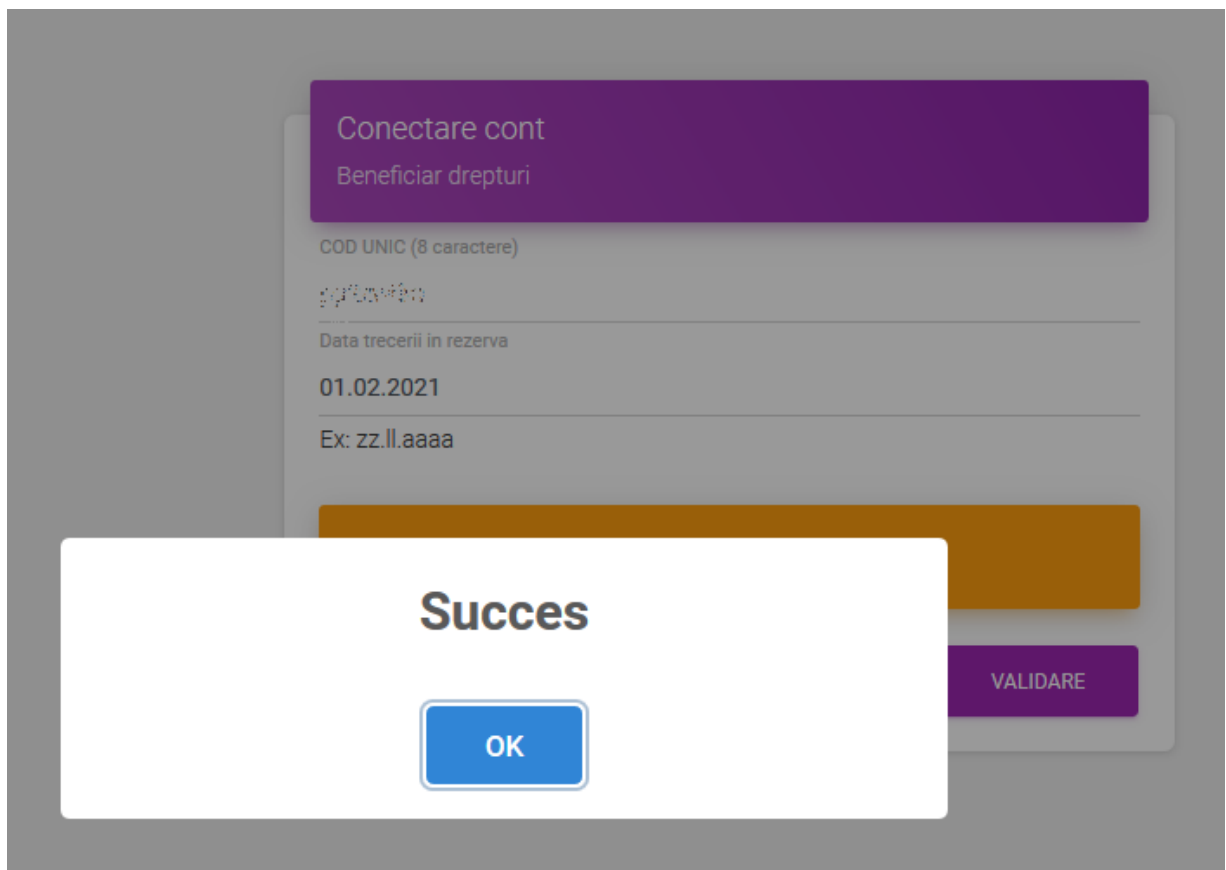 Conectare cont
Beneficiar drepturi
COD UNIC (8 caractere)
Data trecerii in rezerva
01.02.2021
Ex: zz.ll.aaaa
Succes
VALIDARE
OK